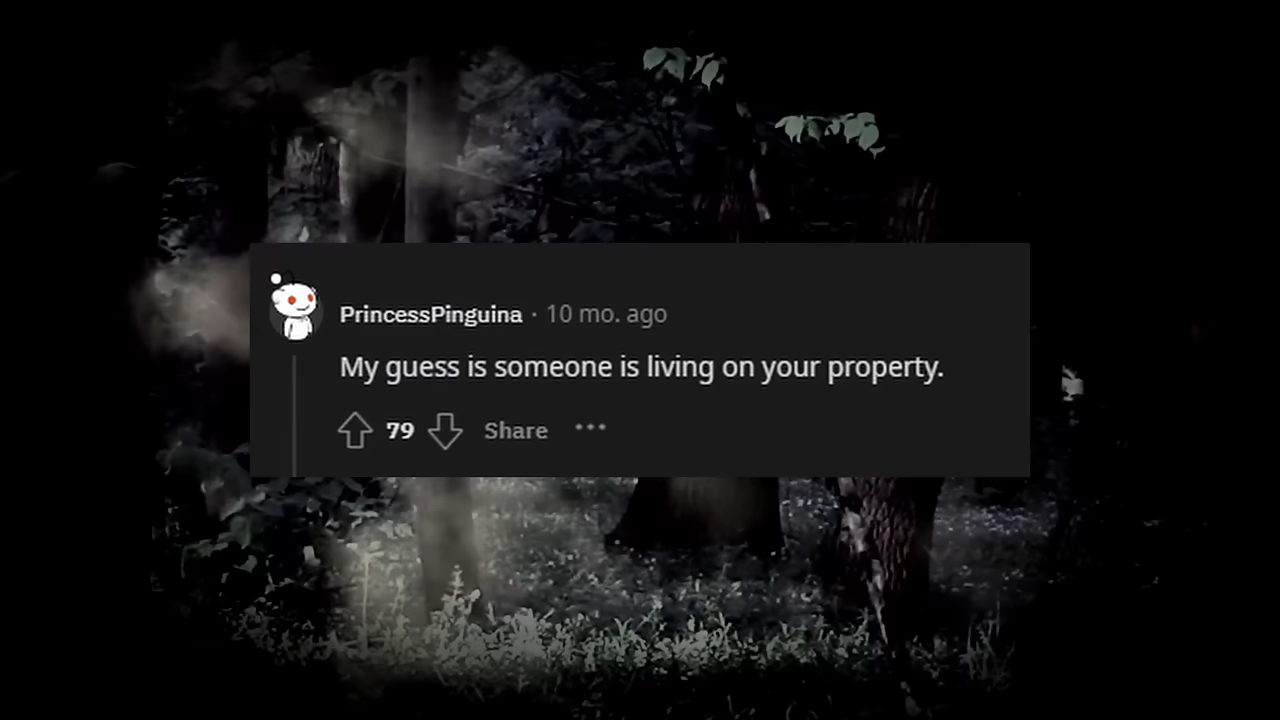 PrincessPinguina · 10 mo. ago
My guess is someone is living on your property.
79 Share •••